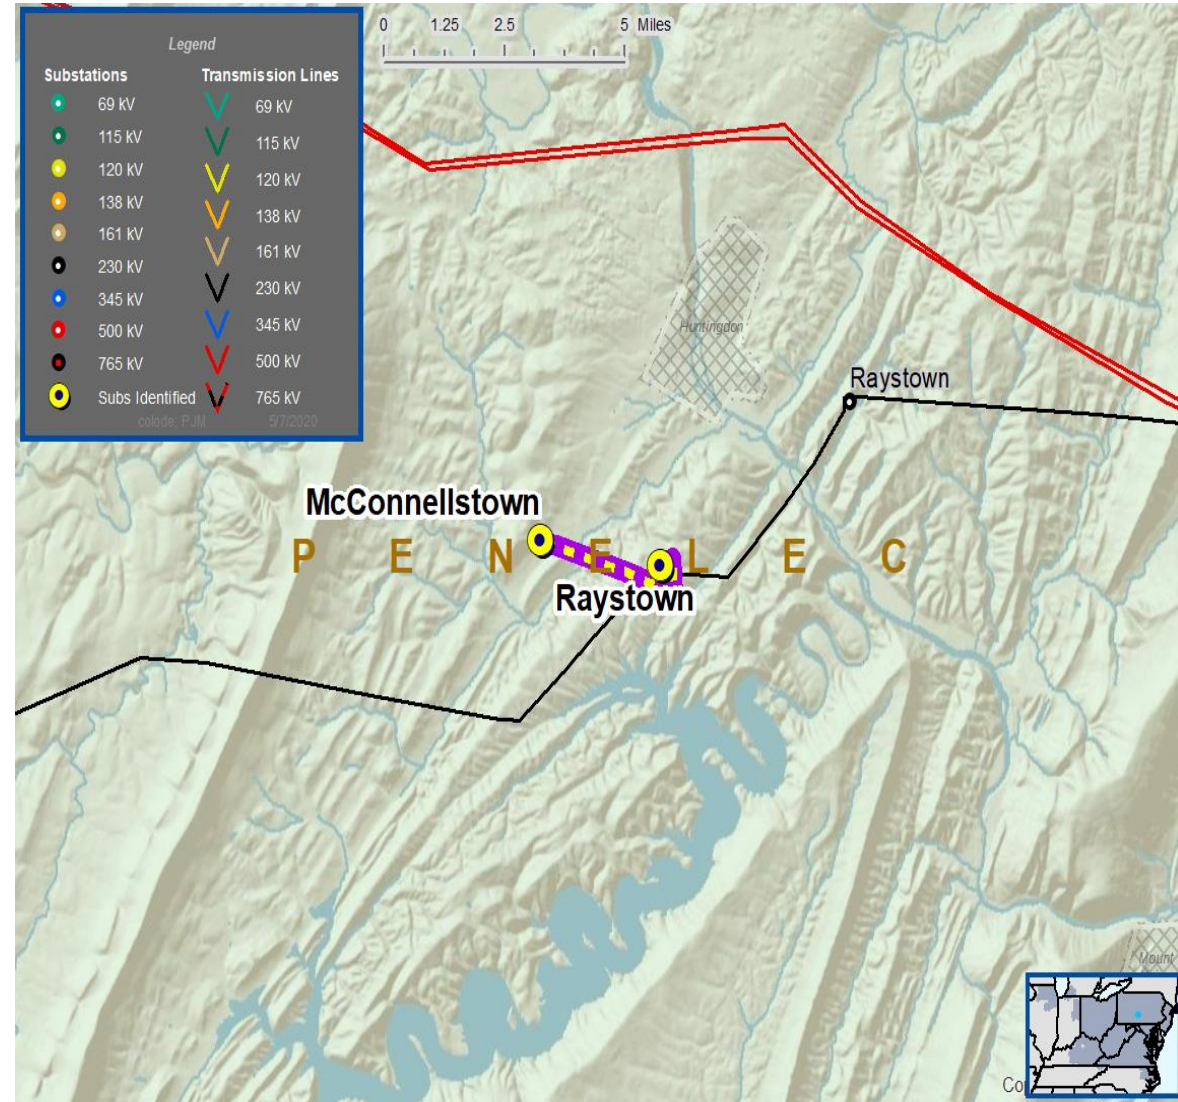 0 1.25 2.5 5 Miles
Legend
Substations Transmission Lines
69 kV 69 kV
115 kV 115 kV
120 kV 120 kV
138 kV 138 kV
161 kV 161 kV
230 kV 230 kV
345 kV 345 kV
500 kV 500 kV
765 kV 765 kV
Subs Identified
colode; PJM 5/7/2020
Huntingdon
Raystown
McConnellstown
P E N E L E C
Raystown
Mount
Co